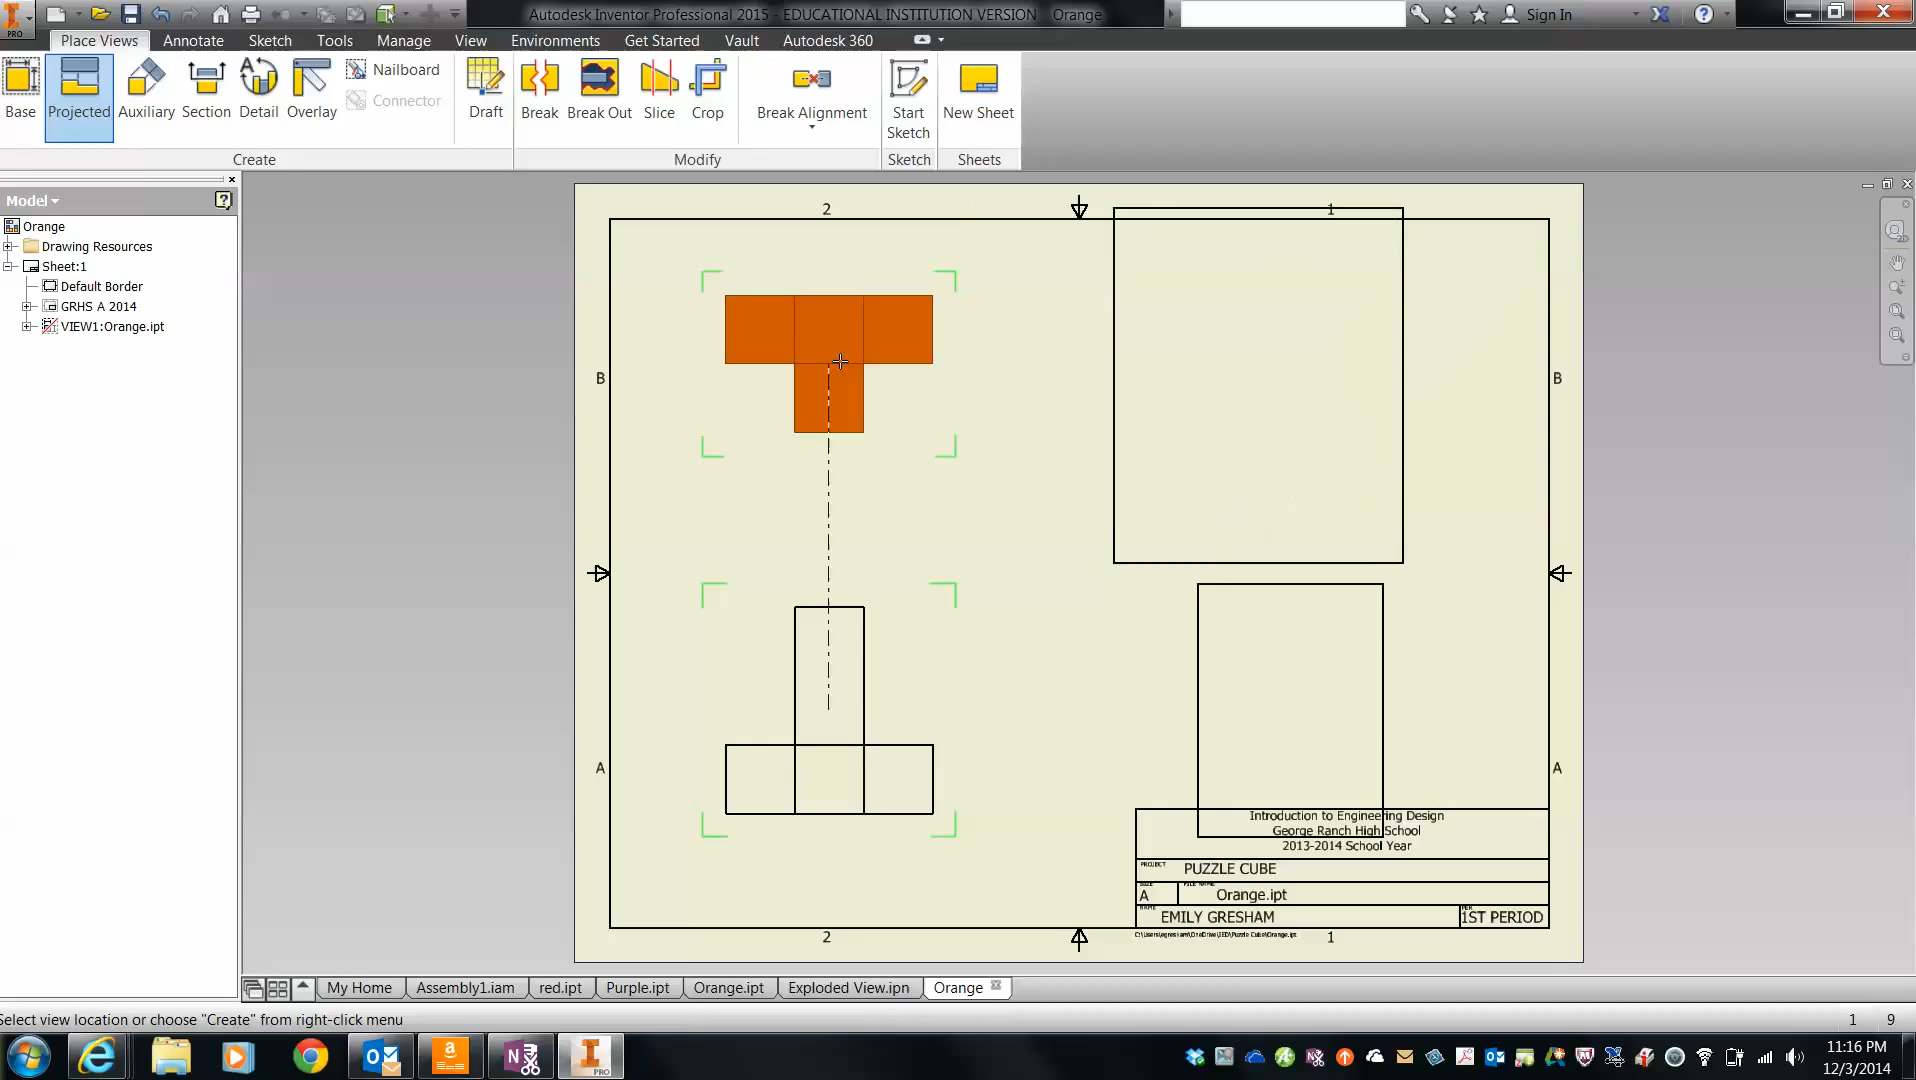 Autodesk Inventor Professional 2015 - EDUCATIONAL INSTITUTION VERSION Orange
Sign In
PRO
Place Views Annotate Sketch Tools Manage View Environments Get Started Vault Autodesk 360
Base Projected Auxiliary Section Detail Overlay Nailboard Connector Draft Break Break Out Slice Crop Break Alignment Start Sketch New Sheet
Create Modify Sketch Sheets
Model
Orange
Drawing Resources
Sheet:1
Default Border
GRHS A 2014
VIEW1:Orange.ipt
2 1
B B
A A
Introduction to Engineering Design
George Ranch High School
2013-2014 School Year
PROJECT PUZZLE CUBE
A Orange.ipt
NAME EMILY GRESHAM 1ST PERIOD
2 1
My Home Assembly1.iam red.ipt Purple.ipt Orange.ipt Exploded View.ipn Orange
Select view location or choose "Create" from right-click menu
1 9
PRO
11:16 PM
12/3/2014